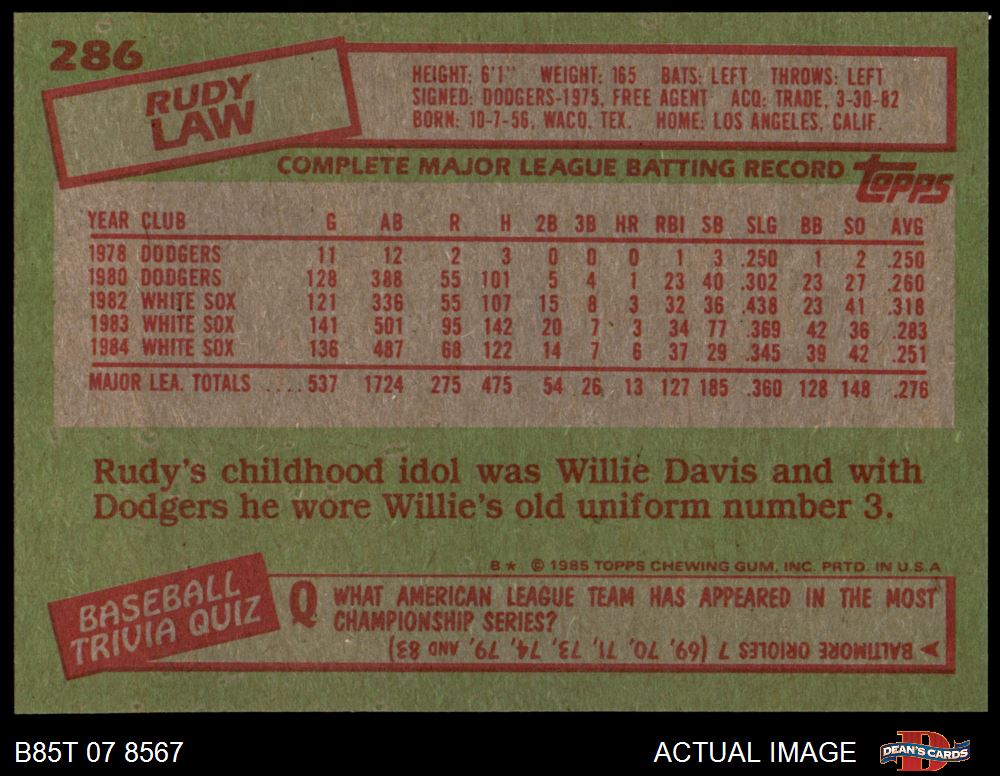 286
RUDY
LAW
HEIGHT: 6'1" WEIGHT: 165 BATS: LEFT THROWS: LEFT
SIGNED: DODGERS-1975, FREE AGENT ACQ: TRADE, 3-30-82
BORN: 10-7-56, WACO, TEX. HOME: LOS ANGELES, CALIF.
COMPLETE MAJOR LEAGUE BATTING RECORD
Topps
YEAR CLUB G AB R H 2B 3B HR RBI SB SLG BB SO AVG
1978 DODGERS 11 12 2 3 0 0 0 1 3 .250 1 2 .250
1980 DODGERS 128 388 55 101 5 4 1 23 40 .302 23 27 .260
1982 WHITE SOX 121 336 55 107 15 8 3 32 36 .438 23 41 .318
1983 WHITE SOX 141 501 95 142 20 7 3 34 77 .369 42 36 .283
1984 WHITE SOX 136 487 68 122 14 7 6 37 29 .345 39 42 .251
MAJOR LEA. TOTALS ....537 1724 275 475 54 26 13 127 185 .360 128 148 .276
Rudy's childhood idol was Willie Davis and with
Dodgers he wore Willie's old uniform number 3.
B* © 1985 TOPPS CHEWING GUM, INC. PRTD. IN U.S.A
BASEBALL
TRIVIA QUIZ
Q WHAT AMERICAN LEAGUE TEAM HAS APPEARED IN THE MOST
CHAMPIONSHIP SERIES?
BALTIMORE ORIOLES 7 (69, 70, 71, 73, 74, 79, AND 83)
B85T 07 8567
ACTUAL IMAGE
D
DEAN'S CARDS